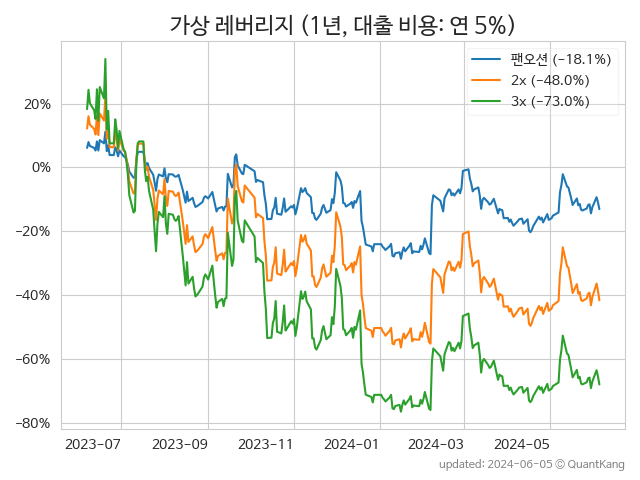 가상 레버리지 (1년, 대출 비용: 연 5%)
팬오션 (−18.1%)
2x (−48.0%)
3x (−73.0%)
20%
0%
−20%
−40%
−60%
−80%
2023-07
2023-09
2023-11
2024-01
2024-03
2024-05
updated: 2024-06-05 © QuantKang